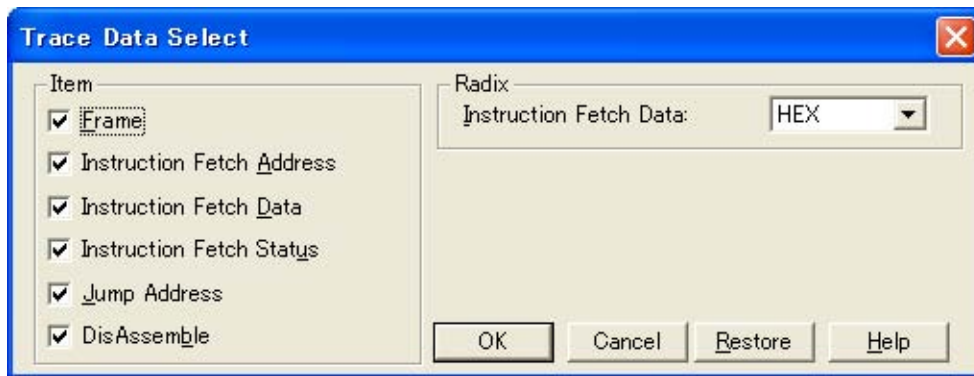 Trace Data Select
Item
Frame
Instruction Fetch Address
Instruction Fetch Data
Instruction Fetch Status
Jump Address
DisAssemble
Radix
Instruction Fetch Data: HEX
OK Cancel Restore Help